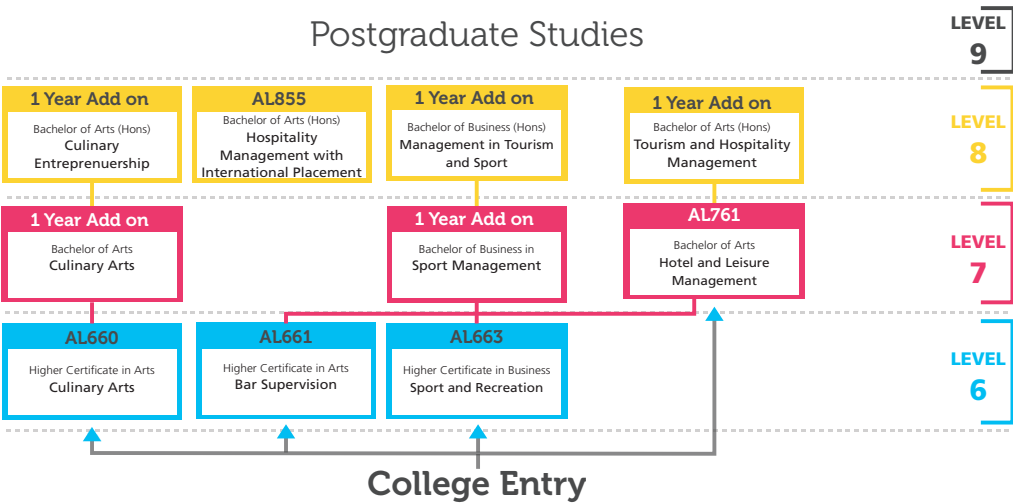 Postgraduate Studies
LEVEL
9
1 Year Add on
Bachelor of Arts (Hons)
Culinary
Entreprenuership
AL855
Bachelor of Arts (Hons)
Hospitality
Management with
International Placement
1 Year Add on
Bachelor of Business (Hons)
Management in Tourism
and Sport
1 Year Add on
Bachelor of Arts (Hons)
Tourism and Hospitality
Management
LEVEL
8
1 Year Add on
Bachelor of Arts
Culinary Arts
1 Year Add on
Bachelor of Business in
Sport Management
AL761
Bachelor of Arts
Hotel and Leisure
Management
LEVEL
7
AL660
Higher Certificate in Arts
Culinary Arts
AL661
Higher Certificate in Arts
Bar Supervision
AL663
Higher Certificate in Business
Sport and Recreation
LEVEL
6
College Entry